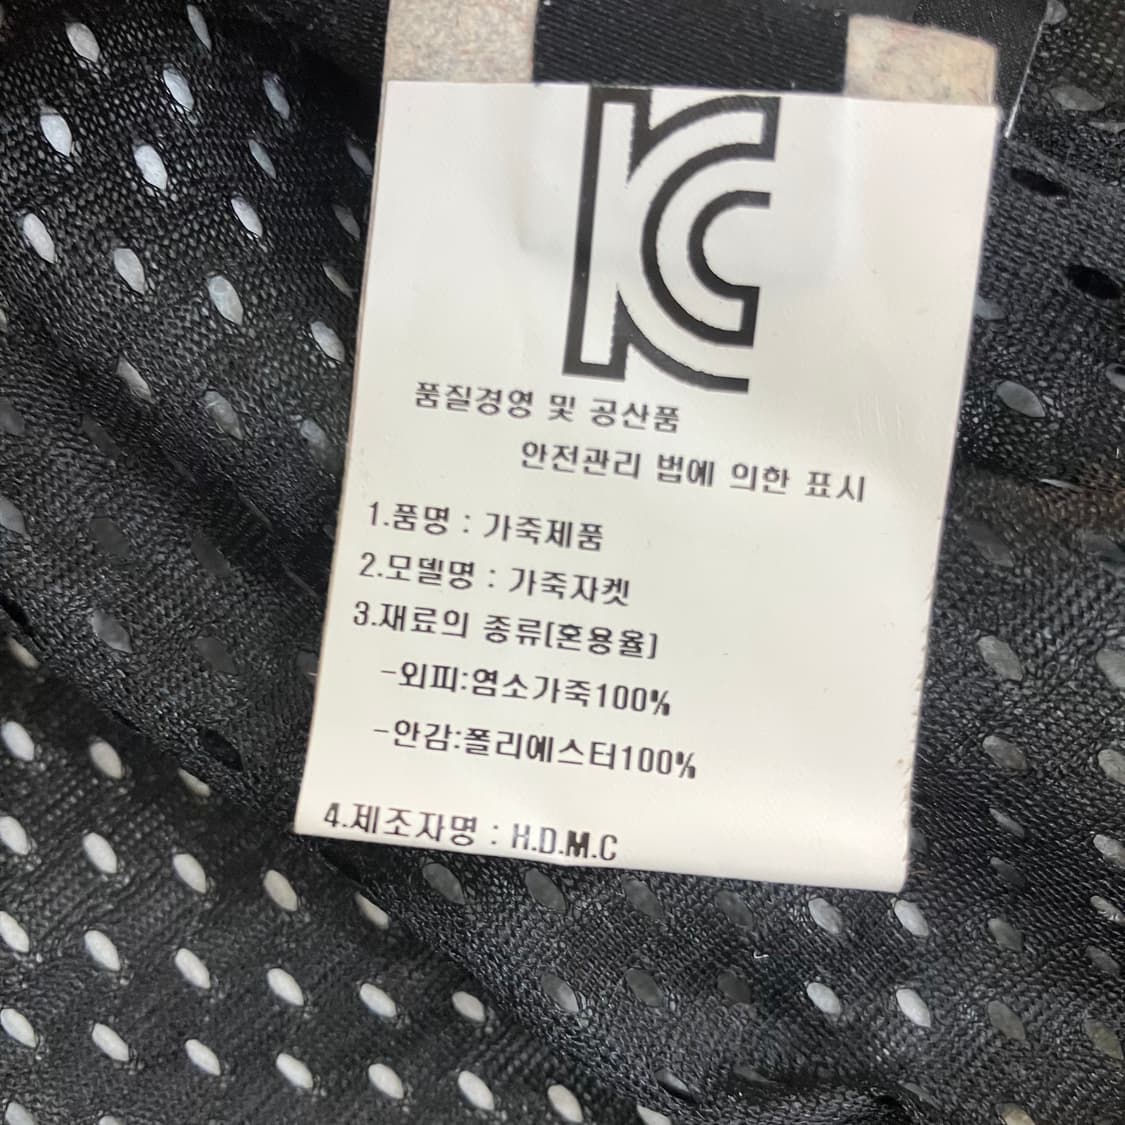 KC
품질경영 및 공산품
안전관리 법에 의한 표시
1.품명 : 가죽제품
2.모델명 : 가죽자켓
3.재료의 종류[혼용율]
-외피:염소가죽100%
-안감:폴리에스터100%
4.제조자명 : H.D.M.C